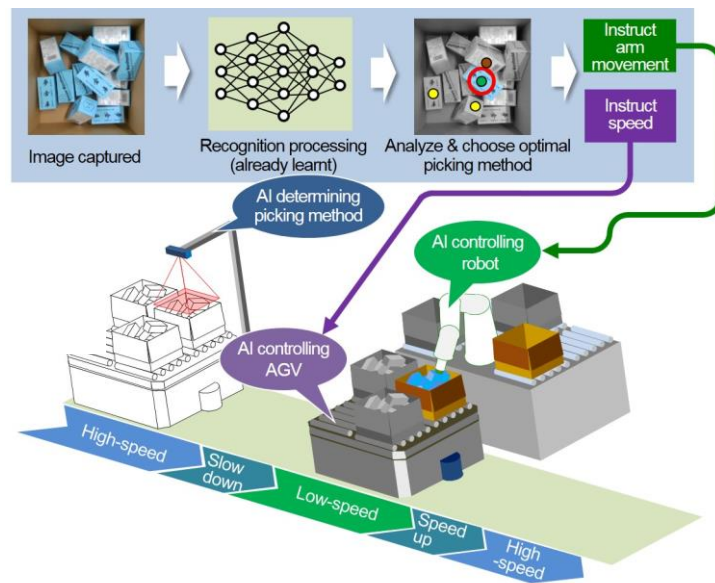 Image captured
Recognition processing
(already learnt)
Analyze & choose optimal
picking method
Instruct
arm
movement
Instruct
speed
AI determining
picking method
AI controlling
robot
AI controlling
AGV
High-speed
Slow
down
Low-speed
Speed
up
High
-speed